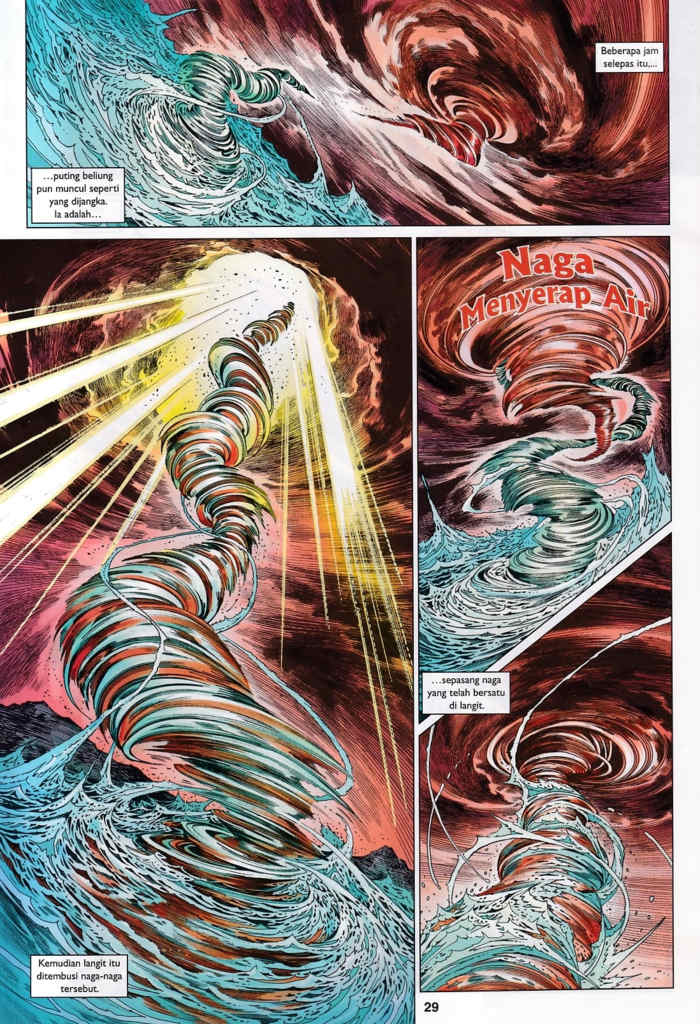 Beberapa jam
selepas itu,...
...puting beliung
pun muncul seperti
yang dijangka.
Ia adalah...
Naga
Menyerap Air
...sepasang naga
yang telah bersatu
di langit.
Kemudian langit itu
ditembusi naga-naga
tersebut.
29